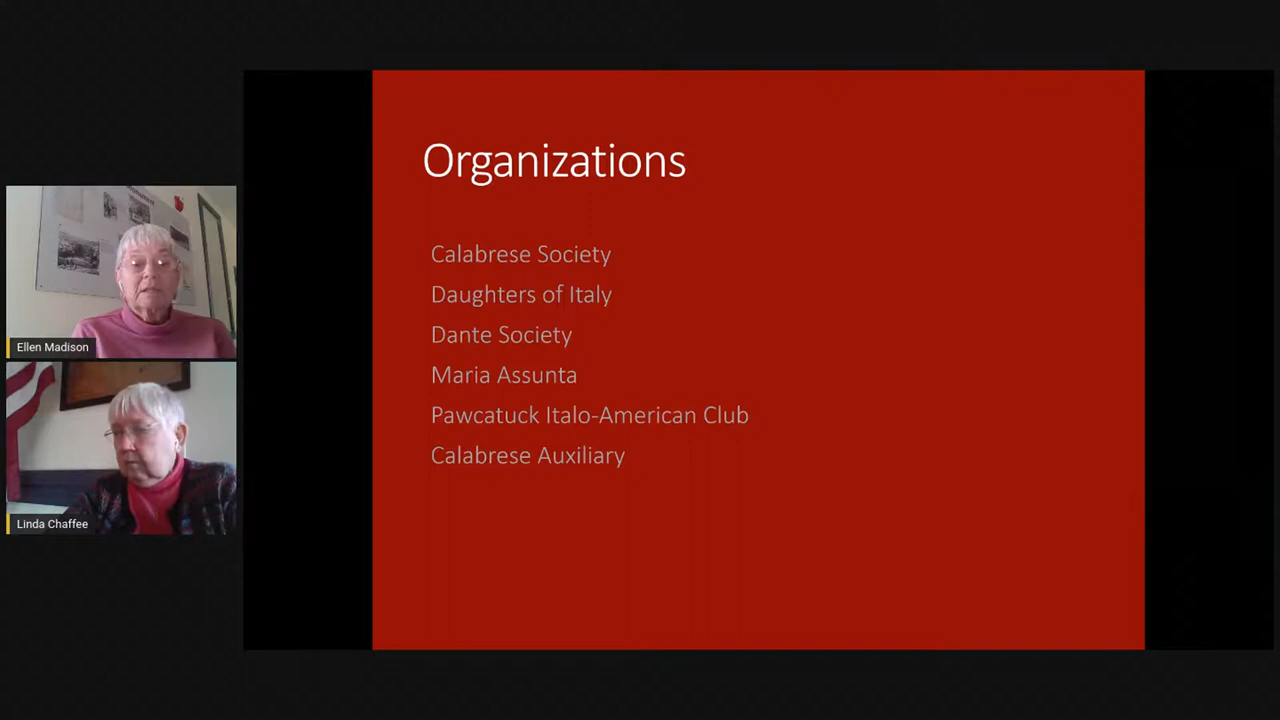 Organizations
Calabrese Society
Daughters of Italy
Dante Society
Maria Assunta
Pawcatuck Italo-American Club
Calabrese Auxiliary
Ellen Madison
Linda Chaffee